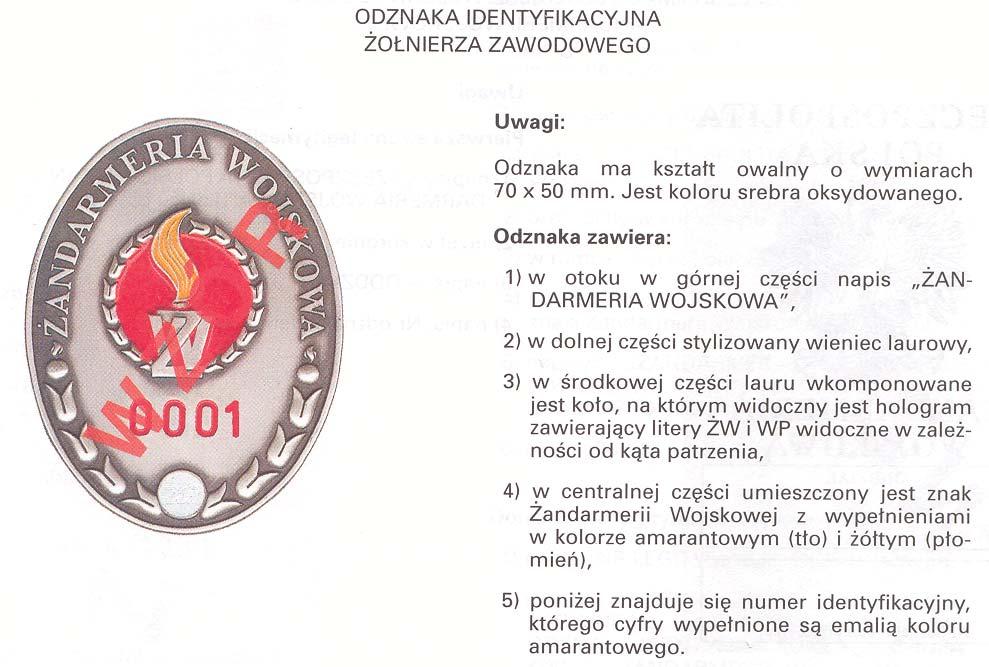 ODZNAKA IDENTYFIKACYJNA
ŻOŁNIERZA ZAWODOWEGO
ŻANDARMERIA WOJSKOWA
ŻW
0001
WZÓR
Uwagi:
Odznaka ma kształt owalny o wymiarach
70 x 50 mm. Jest koloru srebra oksydowanego.
Odznaka zawiera:
1) w otoku w górnej części napis „ŻAN-
DARMERIA WOJSKOWA”,
2) w dolnej części stylizowany wieniec laurowy,
3) w środkowej części lauru wkomponowane
jest koło, na którym widoczny jest hologram
zawierający litery ŻW i WP widoczne w zależ-
ności od kąta patrzenia,
4) w centralnej części umieszczony jest znak
Żandarmerii Wojskowej z wypełnieniami
w kolorze amarantowym (tło) i żółtym (pło-
mień),
5) poniżej znajduje się numer identyfikacyjny,
którego cyfry wypełnione są emalią koloru
amarantowego.